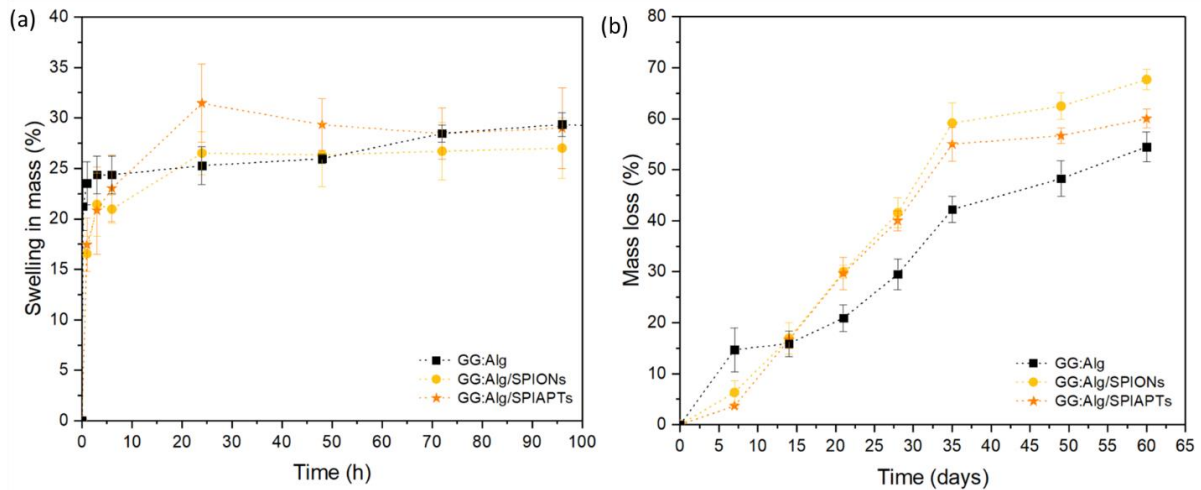 (a)
40
35
30
25
20
15
10
5
0
Swelling in mass (%)
0 10 20 30 40 50 60 70 80 90 100
Time (h)
GG:Alg
GG:Alg/SPIONs
GG:Alg/SPIAPTs
(b)
80
70
60
50
40
30
20
10
0
Mass loss (%)
0 5 10 15 20 25 30 35 40 45 50 55 60 65
Time (days)
GG:Alg
GG:Alg/SPIONs
GG:Alg/SPIAPTs